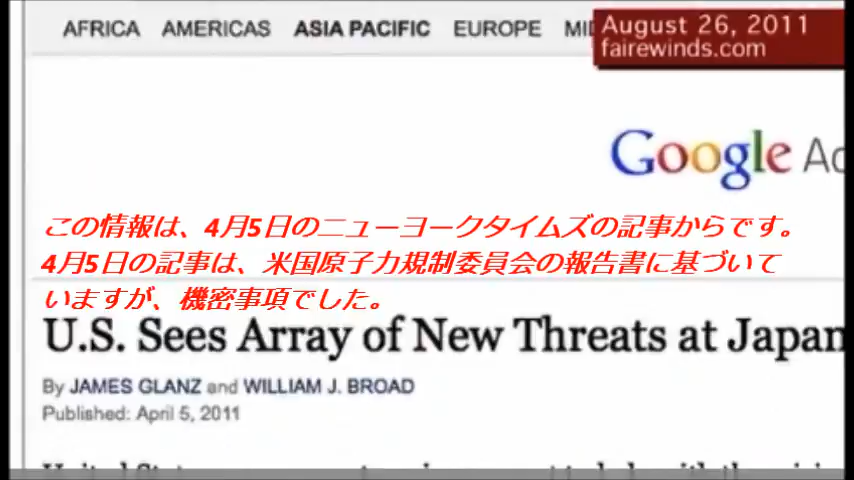 AFRICA AMERICAS ASIA PACIFIC EUROPE
August 26, 2011
fairewinds.com
Google
この情報は、4月5日のニューヨークタイムズの記事からです。
4月5日の記事は、米国原子力規制委員会の報告書に基づいて
いますが、機密事項でした。
U.S. Sees Array of New Threats at Japan
By JAMES GLANZ and WILLIAM J. BROAD
Published: April 5, 2011